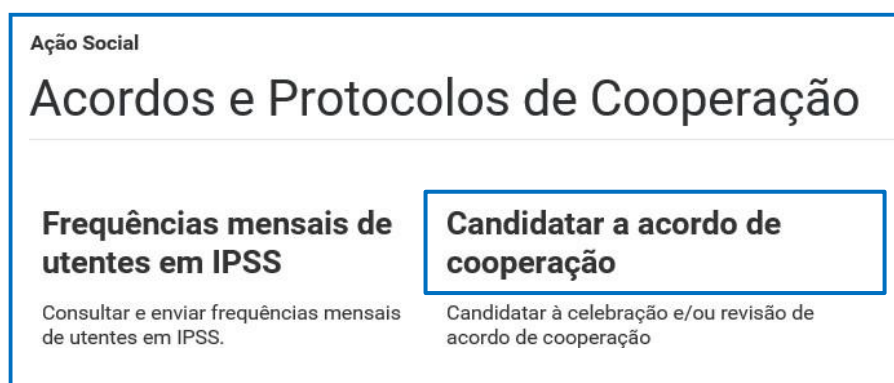 Ação Social
Acordos e Protocolos de Cooperação
Frequências mensais de
utentes em IPSS
Consultar e enviar frequências mensais
de utentes em IPSS.
Candidatar a acordo de
cooperação
Candidatar à celebração e/ou revisão de
acordo de cooperação